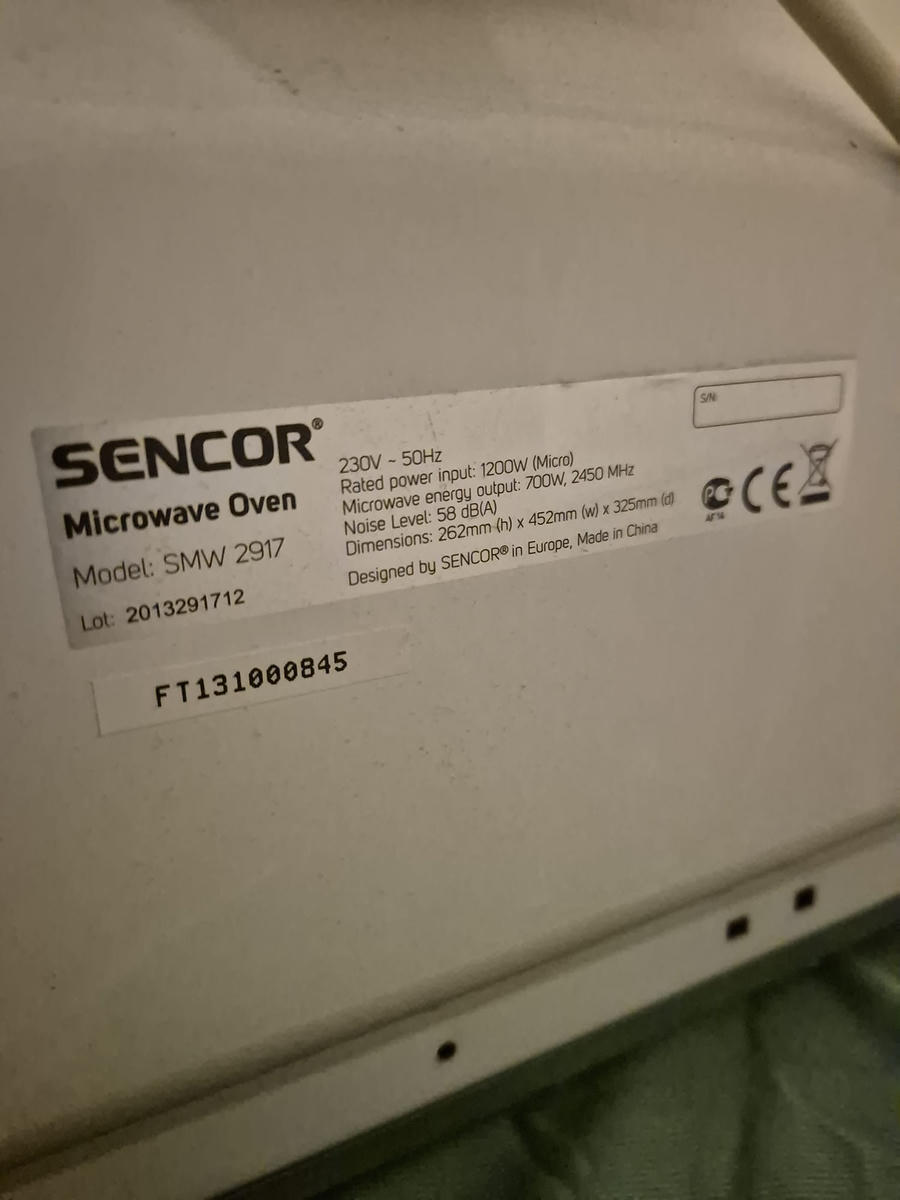 SENCOR®
Microwave Oven
Model: SMW 2917
Lot: 2013291712
230V ~ 50Hz
Rated power input: 1200W (Micro)
Microwave energy output: 700W, 2450 MHz
Noise Level: 58 dB(A)
Dimensions: 262mm (h) x 452mm (w) x 325mm (d)
Designed by SENCOR® in Europe, Made in China
S/N:
CE
FT131000845